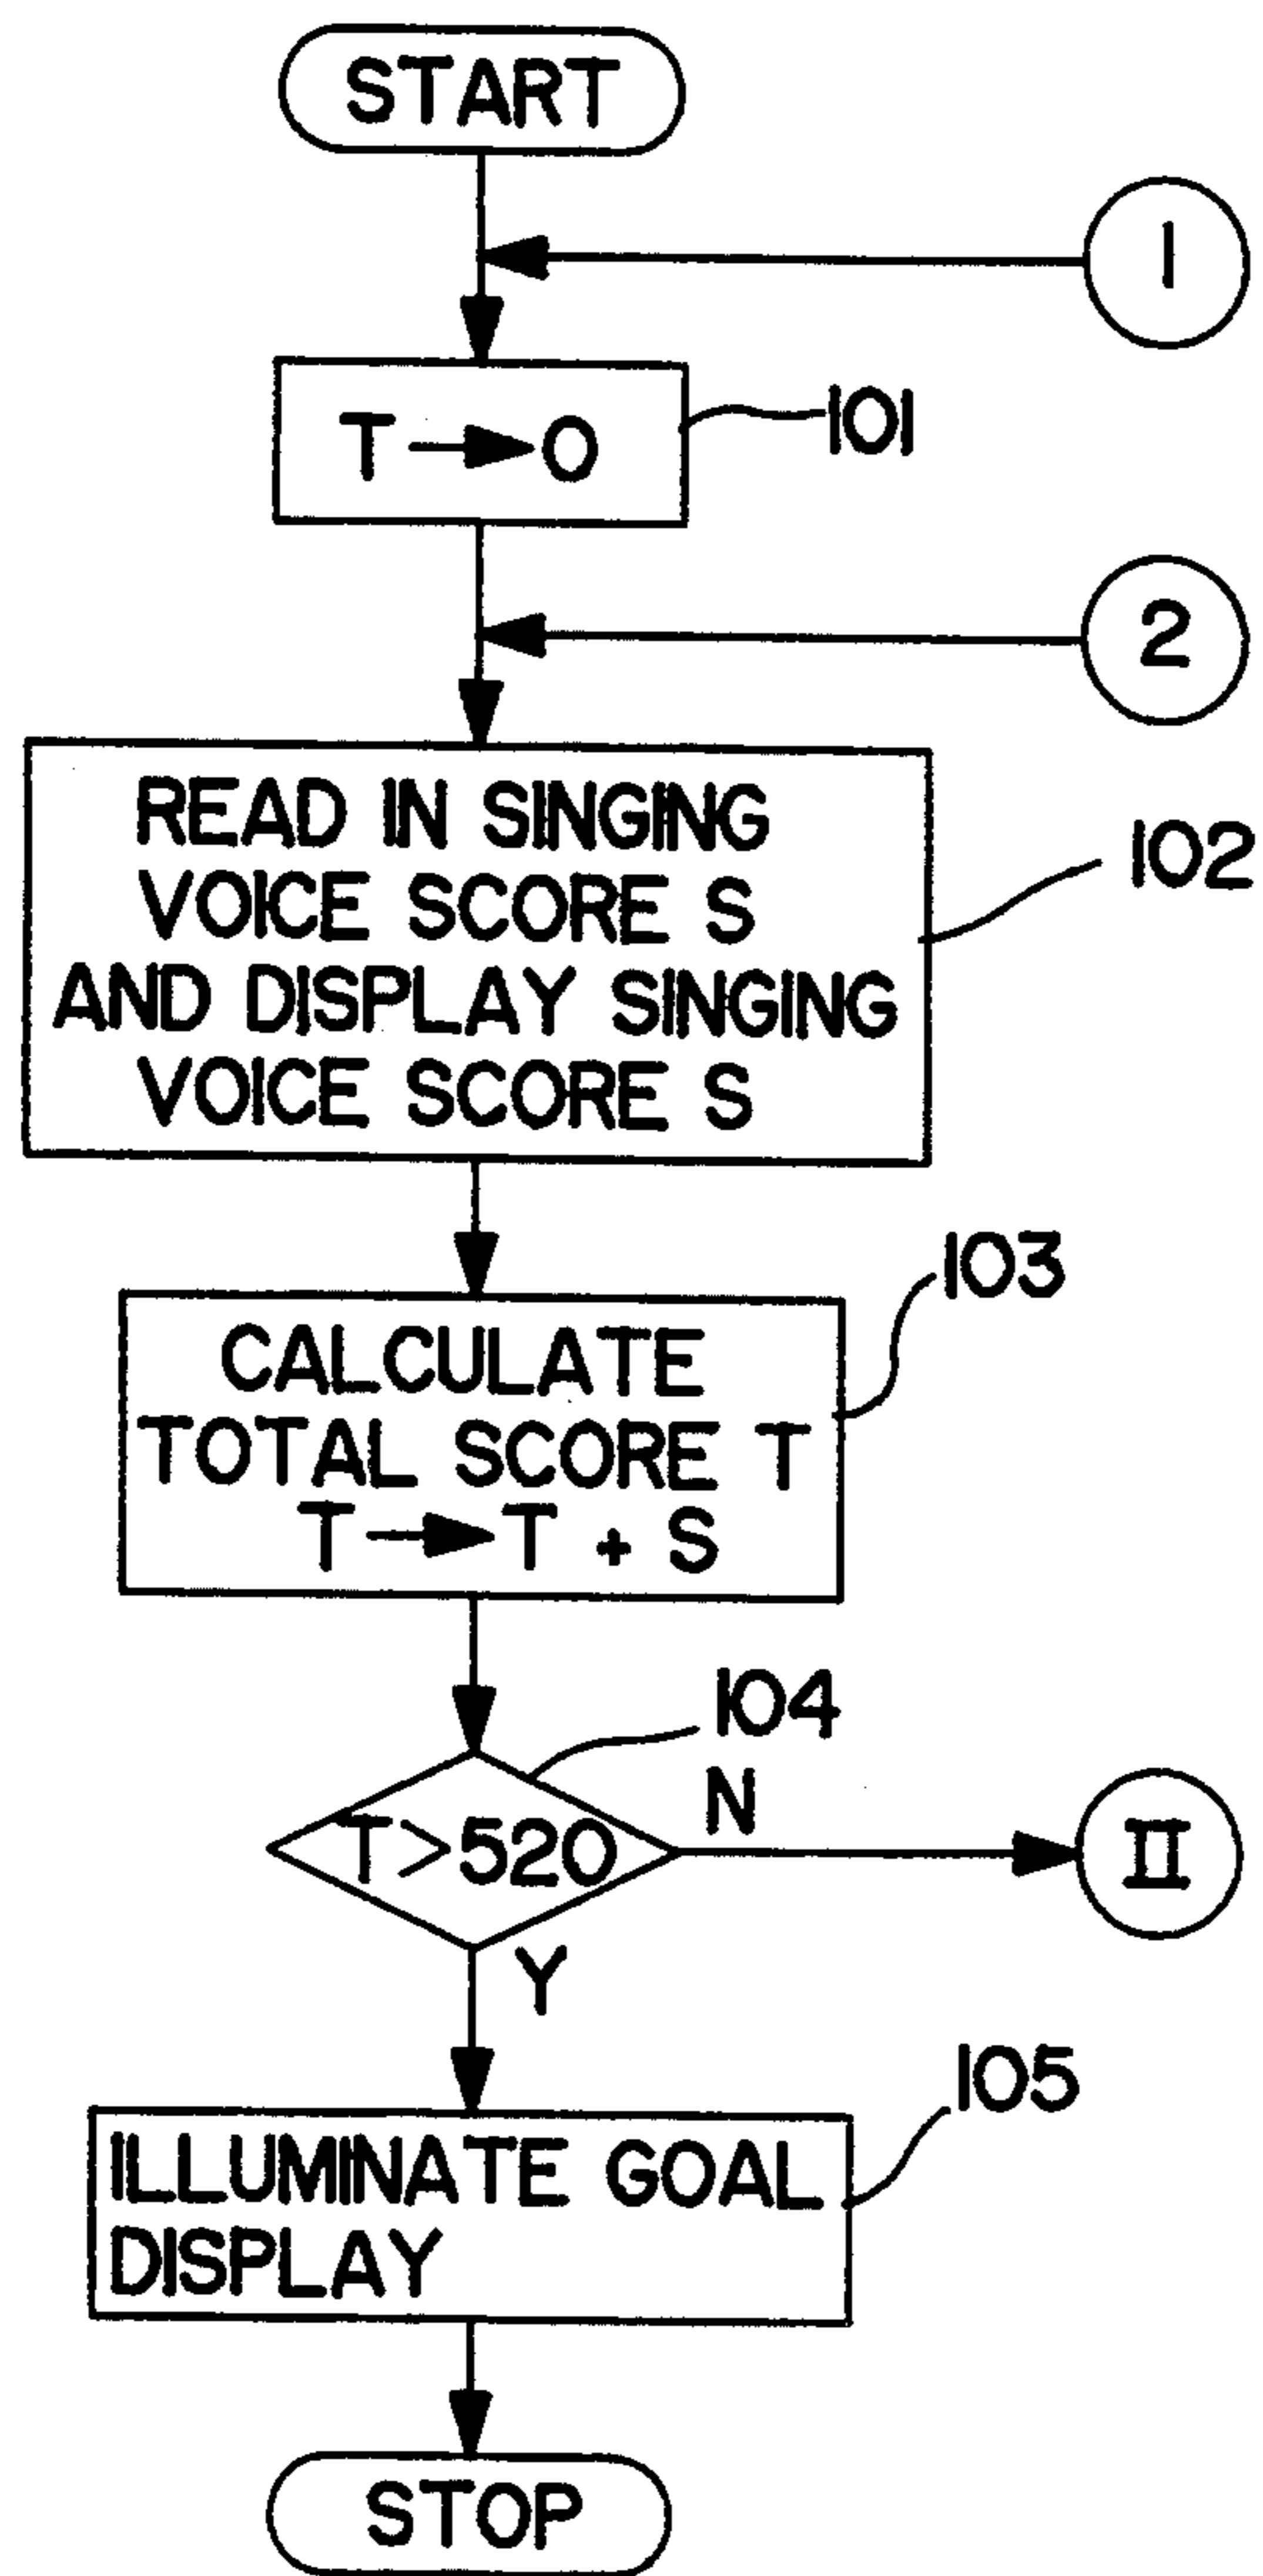 START
1
T → 0
101
2
READ IN SINGING
VOICE SCORE S
AND DISPLAY SINGING
VOICE SCORE S
102
103
CALCULATE
TOTAL SCORE T
T → T + S
104
T>520
N
II
Y
105
ILLUMINATE GOAL
DISPLAY
STOP